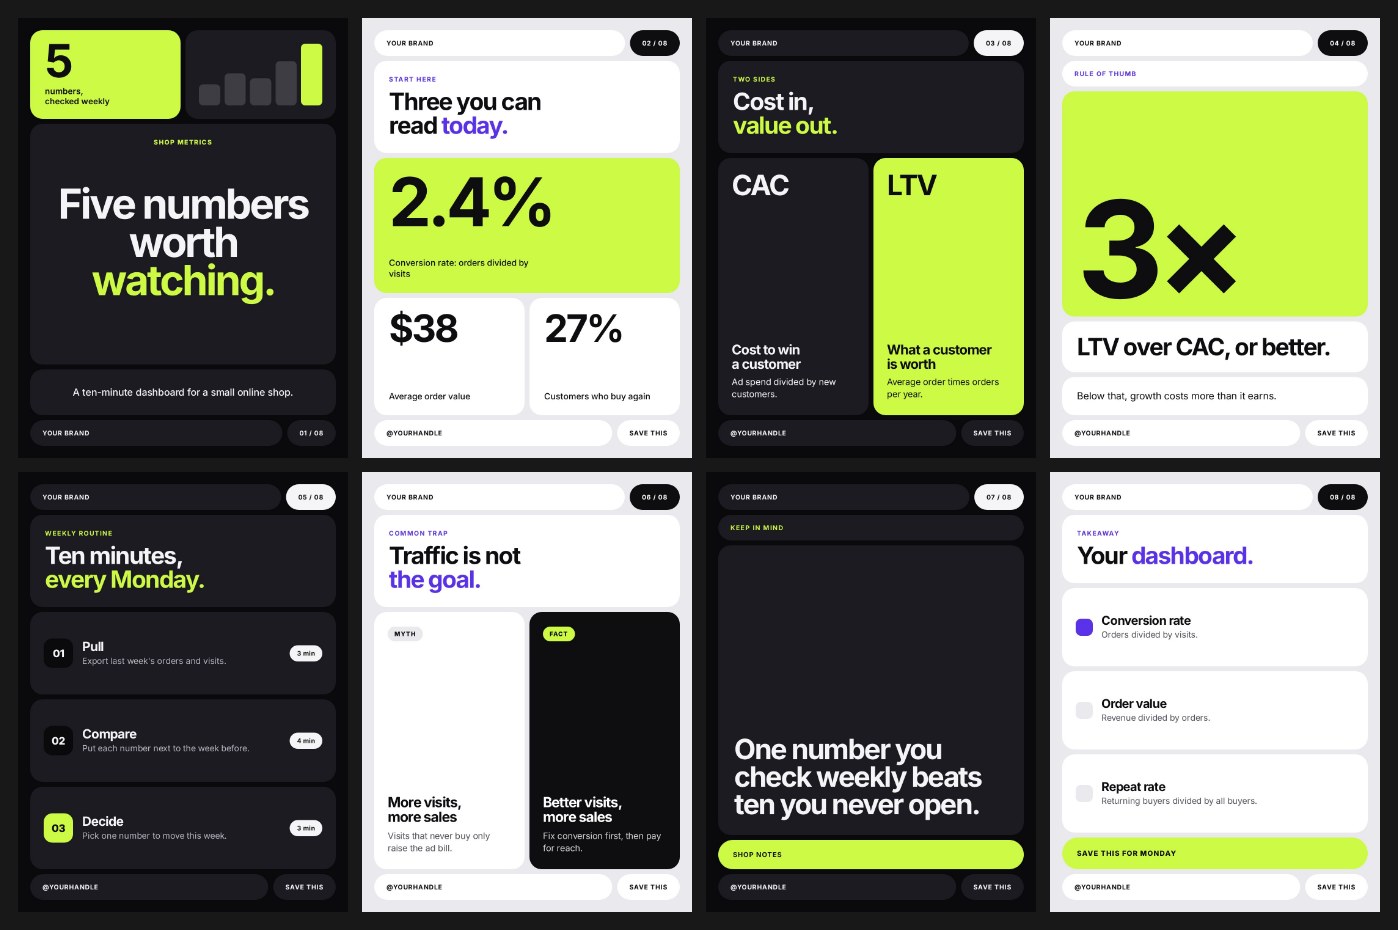 5
numbers,
checked weekly
SHOP METRICS
Five numbers
worth
watching.
A ten-minute dashboard for a small online shop.
YOUR BRAND
01 / 08
YOUR BRAND
02 / 08
START HERE
Three you can
read today.
2.4%
Conversion rate: orders divided by
visits
$38
Average order value
27%
Customers who buy again
@YOURHANDLE
SAVE THIS
YOUR BRAND
03 / 08
TWO SIDES
Cost in,
value out.
CAC
Cost to win
a customer
Ad spend divided by new
customers.
LTV
What a customer
is worth
Average order times orders
per year.
@YOURHANDLE
SAVE THIS
YOUR BRAND
04 / 08
RULE OF THUMB
3×
LTV over CAC, or better.
Below that, growth costs more than it earns.
@YOURHANDLE
SAVE THIS
YOUR BRAND
05 / 08
WEEKLY ROUTINE
Ten minutes,
every Monday.
01
Pull
Export last week's orders and visits.
3 min
02
Compare
Put each number next to the week before.
4 min
03
Decide
Pick one number to move this week.
3 min
@YOURHANDLE
SAVE THIS
YOUR BRAND
06 / 08
COMMON TRAP
Traffic is not
the goal.
MYTH
More visits,
more sales
Visits that never buy only
raise the ad bill.
FACT
Better visits,
more sales
Fix conversion first, then pay
for reach.
@YOURHANDLE
SAVE THIS
YOUR BRAND
07 / 08
KEEP IN MIND
One number you
check weekly beats
ten you never open.
SHOP NOTES
@YOURHANDLE
SAVE THIS
YOUR BRAND
08 / 08
TAKEAWAY
Your dashboard.
Conversion rate
Orders divided by visits.
Order value
Revenue divided by orders.
Repeat rate
Returning buyers divided by all buyers.
SAVE THIS FOR MONDAY
@YOURHANDLE
SAVE THIS